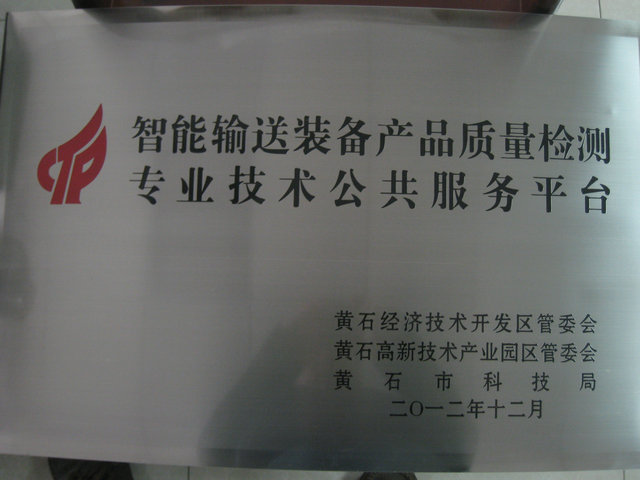 智能输送装备产品质量检测
专业技术公共服务平台
黄石经济技术开发区管委会
黄石高新技术产业园区管委会
黄石市科技局
二〇一二年十二月